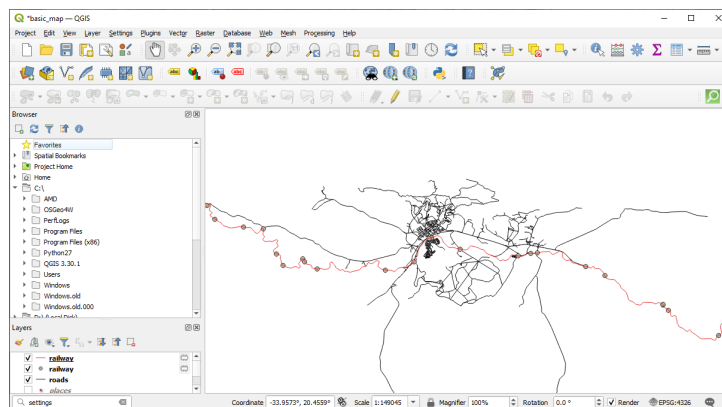 *basic_map — QGIS
Project Edit View Layer Settings Plugins Vector Raster Database Web Mesh Processing Help
abc abc abc
Browser
Favorites
Spatial Bookmarks
Project Home
Home
C:\
AMD
OSGeo4W
PerfLogs
Program Files
Program Files (x86)
Python27
QGIS 3.30.1
Users
Windows
Windows.old
Windows.old.000
Layers
railway
railway
roads
places
settings
Coordinate -33.9573°, 20.4559° Scale 1:149045 Magnifier 100% Rotation 0.0 ° Render EPSG:4326